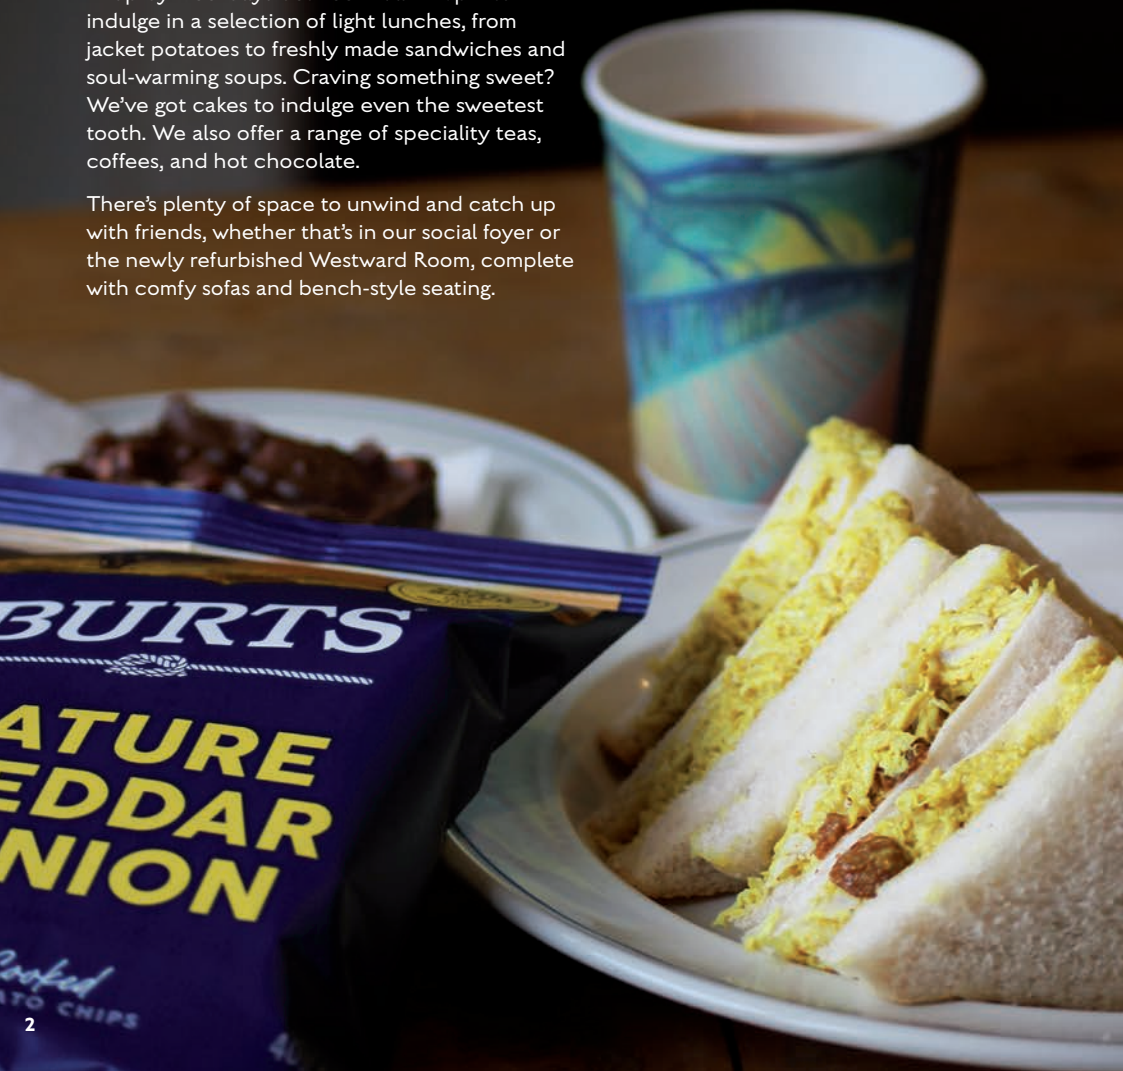 indulge in a selection of light lunches, from
jacket potatoes to freshly made sandwiches and
soul-warming soups. Craving something sweet?
We’ve got cakes to indulge even the sweetest
tooth. We also offer a range of speciality teas,
coffees, and hot chocolate.
There’s plenty of space to unwind and catch up
with friends, whether that’s in our social foyer or
the newly refurbished Westward Room, complete
with comfy sofas and bench-style seating.
BURTS
ATURE
EDDAR
NION
Cooked
ATO CHIPS
40
2